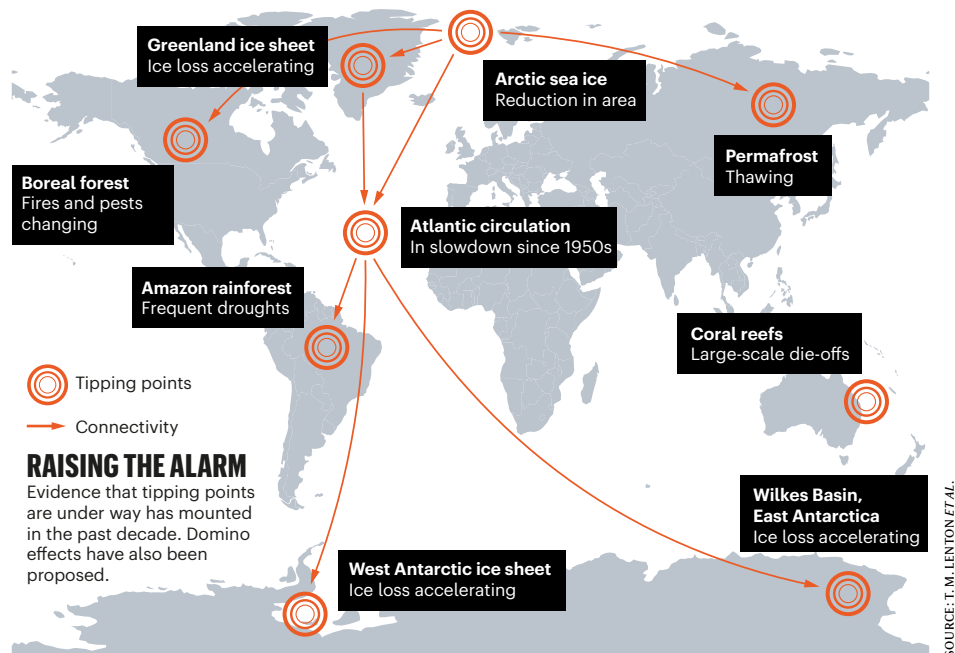 Greenland ice sheet
Ice loss accelerating
Arctic sea ice
Reduction in area
Permafrost
Thawing
Boreal forest
Fires and pests
changing
Atlantic circulation
In slowdown since 1950s
Amazon rainforest
Frequent droughts
Coral reefs
Large-scale die-offs
Tipping points
Connectivity
RAISING THE ALARM
Evidence that tipping points
are under way has mounted
in the past decade. Domino
effects have also been
proposed.
Wilkes Basin,
East Antarctica
Ice loss accelerating
West Antarctic ice sheet
Ice loss accelerating
SOURCE: T. M. LENTON ET AL.